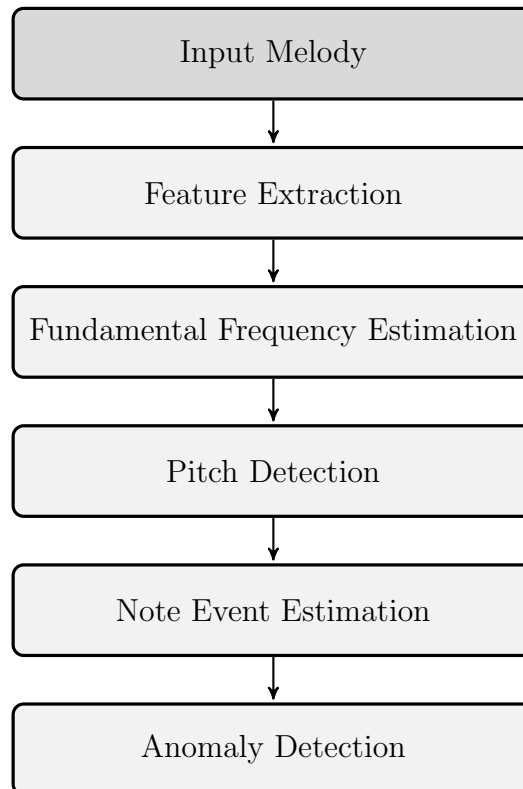 Input Melody
Feature Extraction
Fundamental Frequency Estimation
Pitch Detection
Note Event Estimation
Anomaly Detection